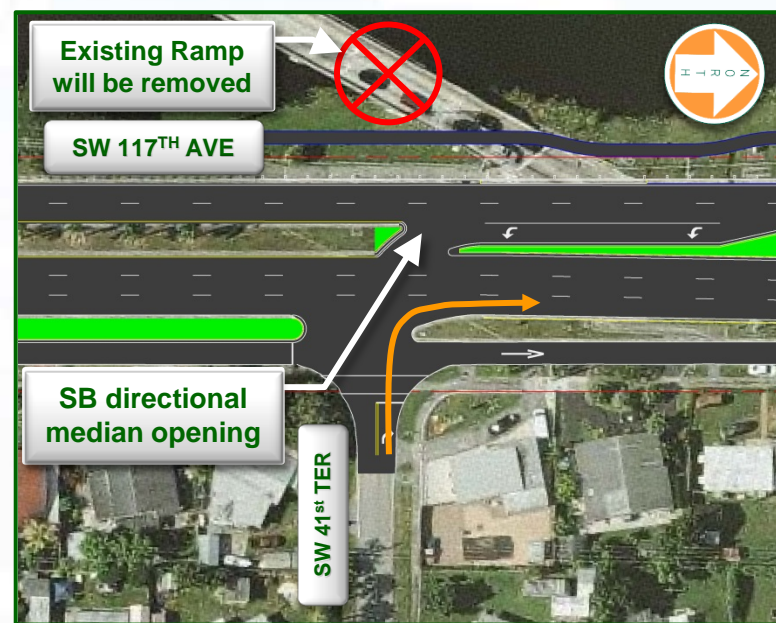 Existing Ramp
will be removed
NORTH
SW 117TH AVE
SB directional
median opening
SW 41st TER